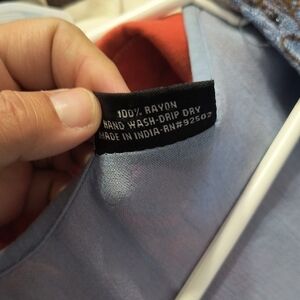 100% RAYON
HAND WASH-DRIP DRY
MADE IN INDIA-RN#92502